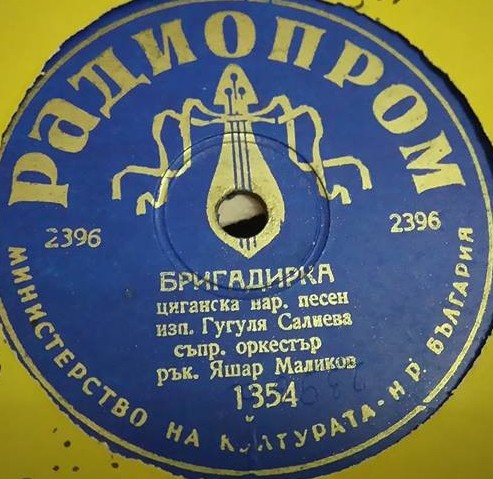 РАДИОПРОМ
2396
2396
БРИГАДИРКА
циганска нар. песен
изп. Гугуля Салиева
съпр. оркестър
рък. Яшар Маликов
1354
МИНИСТЕРСТВО НА КУЛТУРАТА - Н Р. БЪЛГАРИЯ